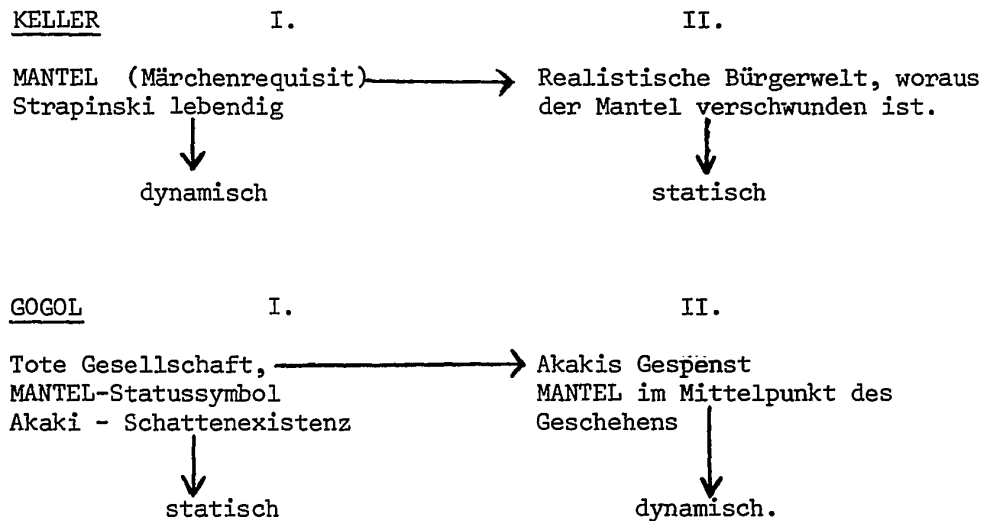 KELLER I. II.
MANTEL (Märchenrequisit) Realistische Bürgerwelt, woraus
Strapinski lebendig der Mantel verschwunden ist.
dynamisch statisch
GOGOL I. II.
Tote Gesellschaft, Akakis Gespenst
MANTEL-Statussymbol MANTEL im Mittelpunkt des
Akaki - Schattenexistenz Geschehens
statisch dynamisch.